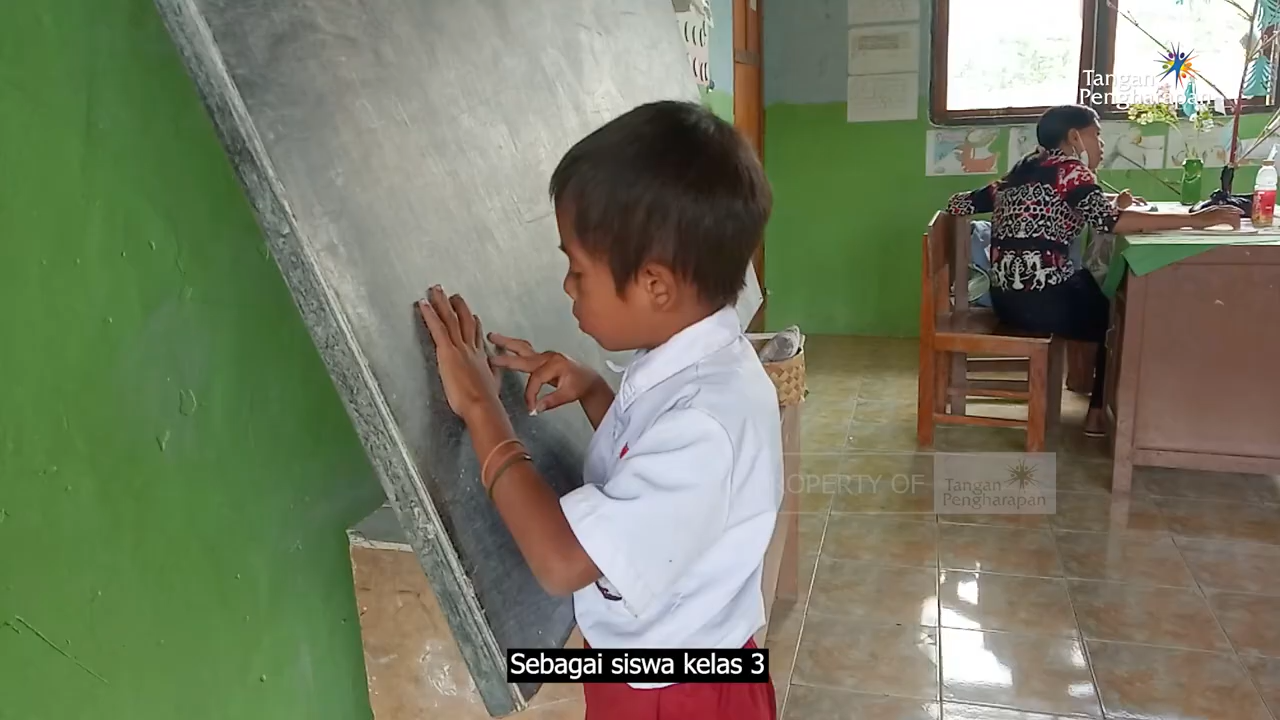 Tangan
Pengharapan
PROPERTY OF
Tangan
Pengharapan
Sebagai siswa kelas 3